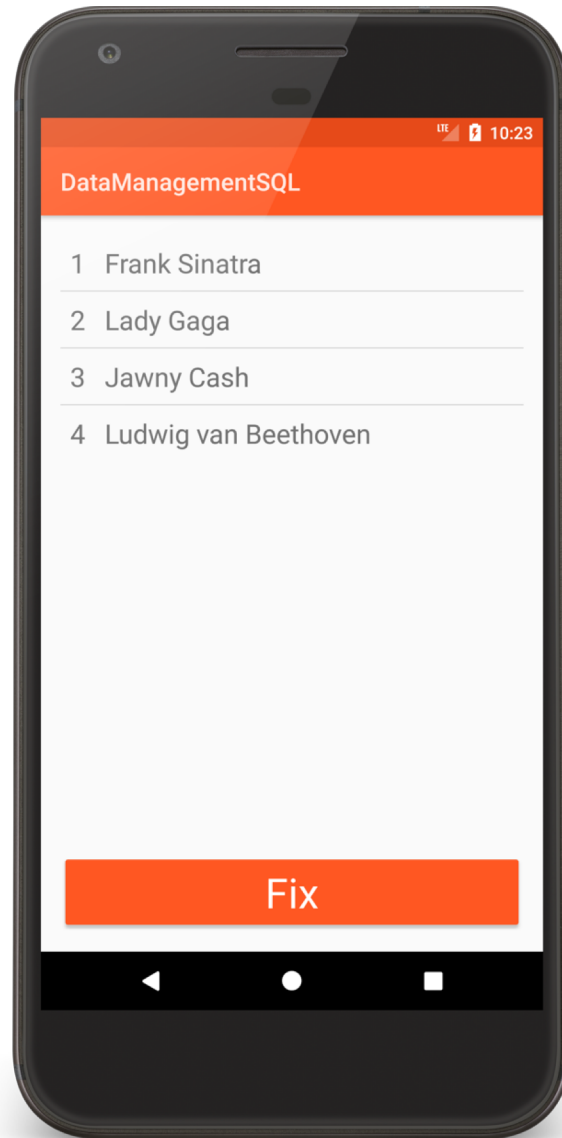 LTE 10:23
DataManagementSQL
1 Frank Sinatra
2 Lady Gaga
3 Jawny Cash
4 Ludwig van Beethoven
Fix